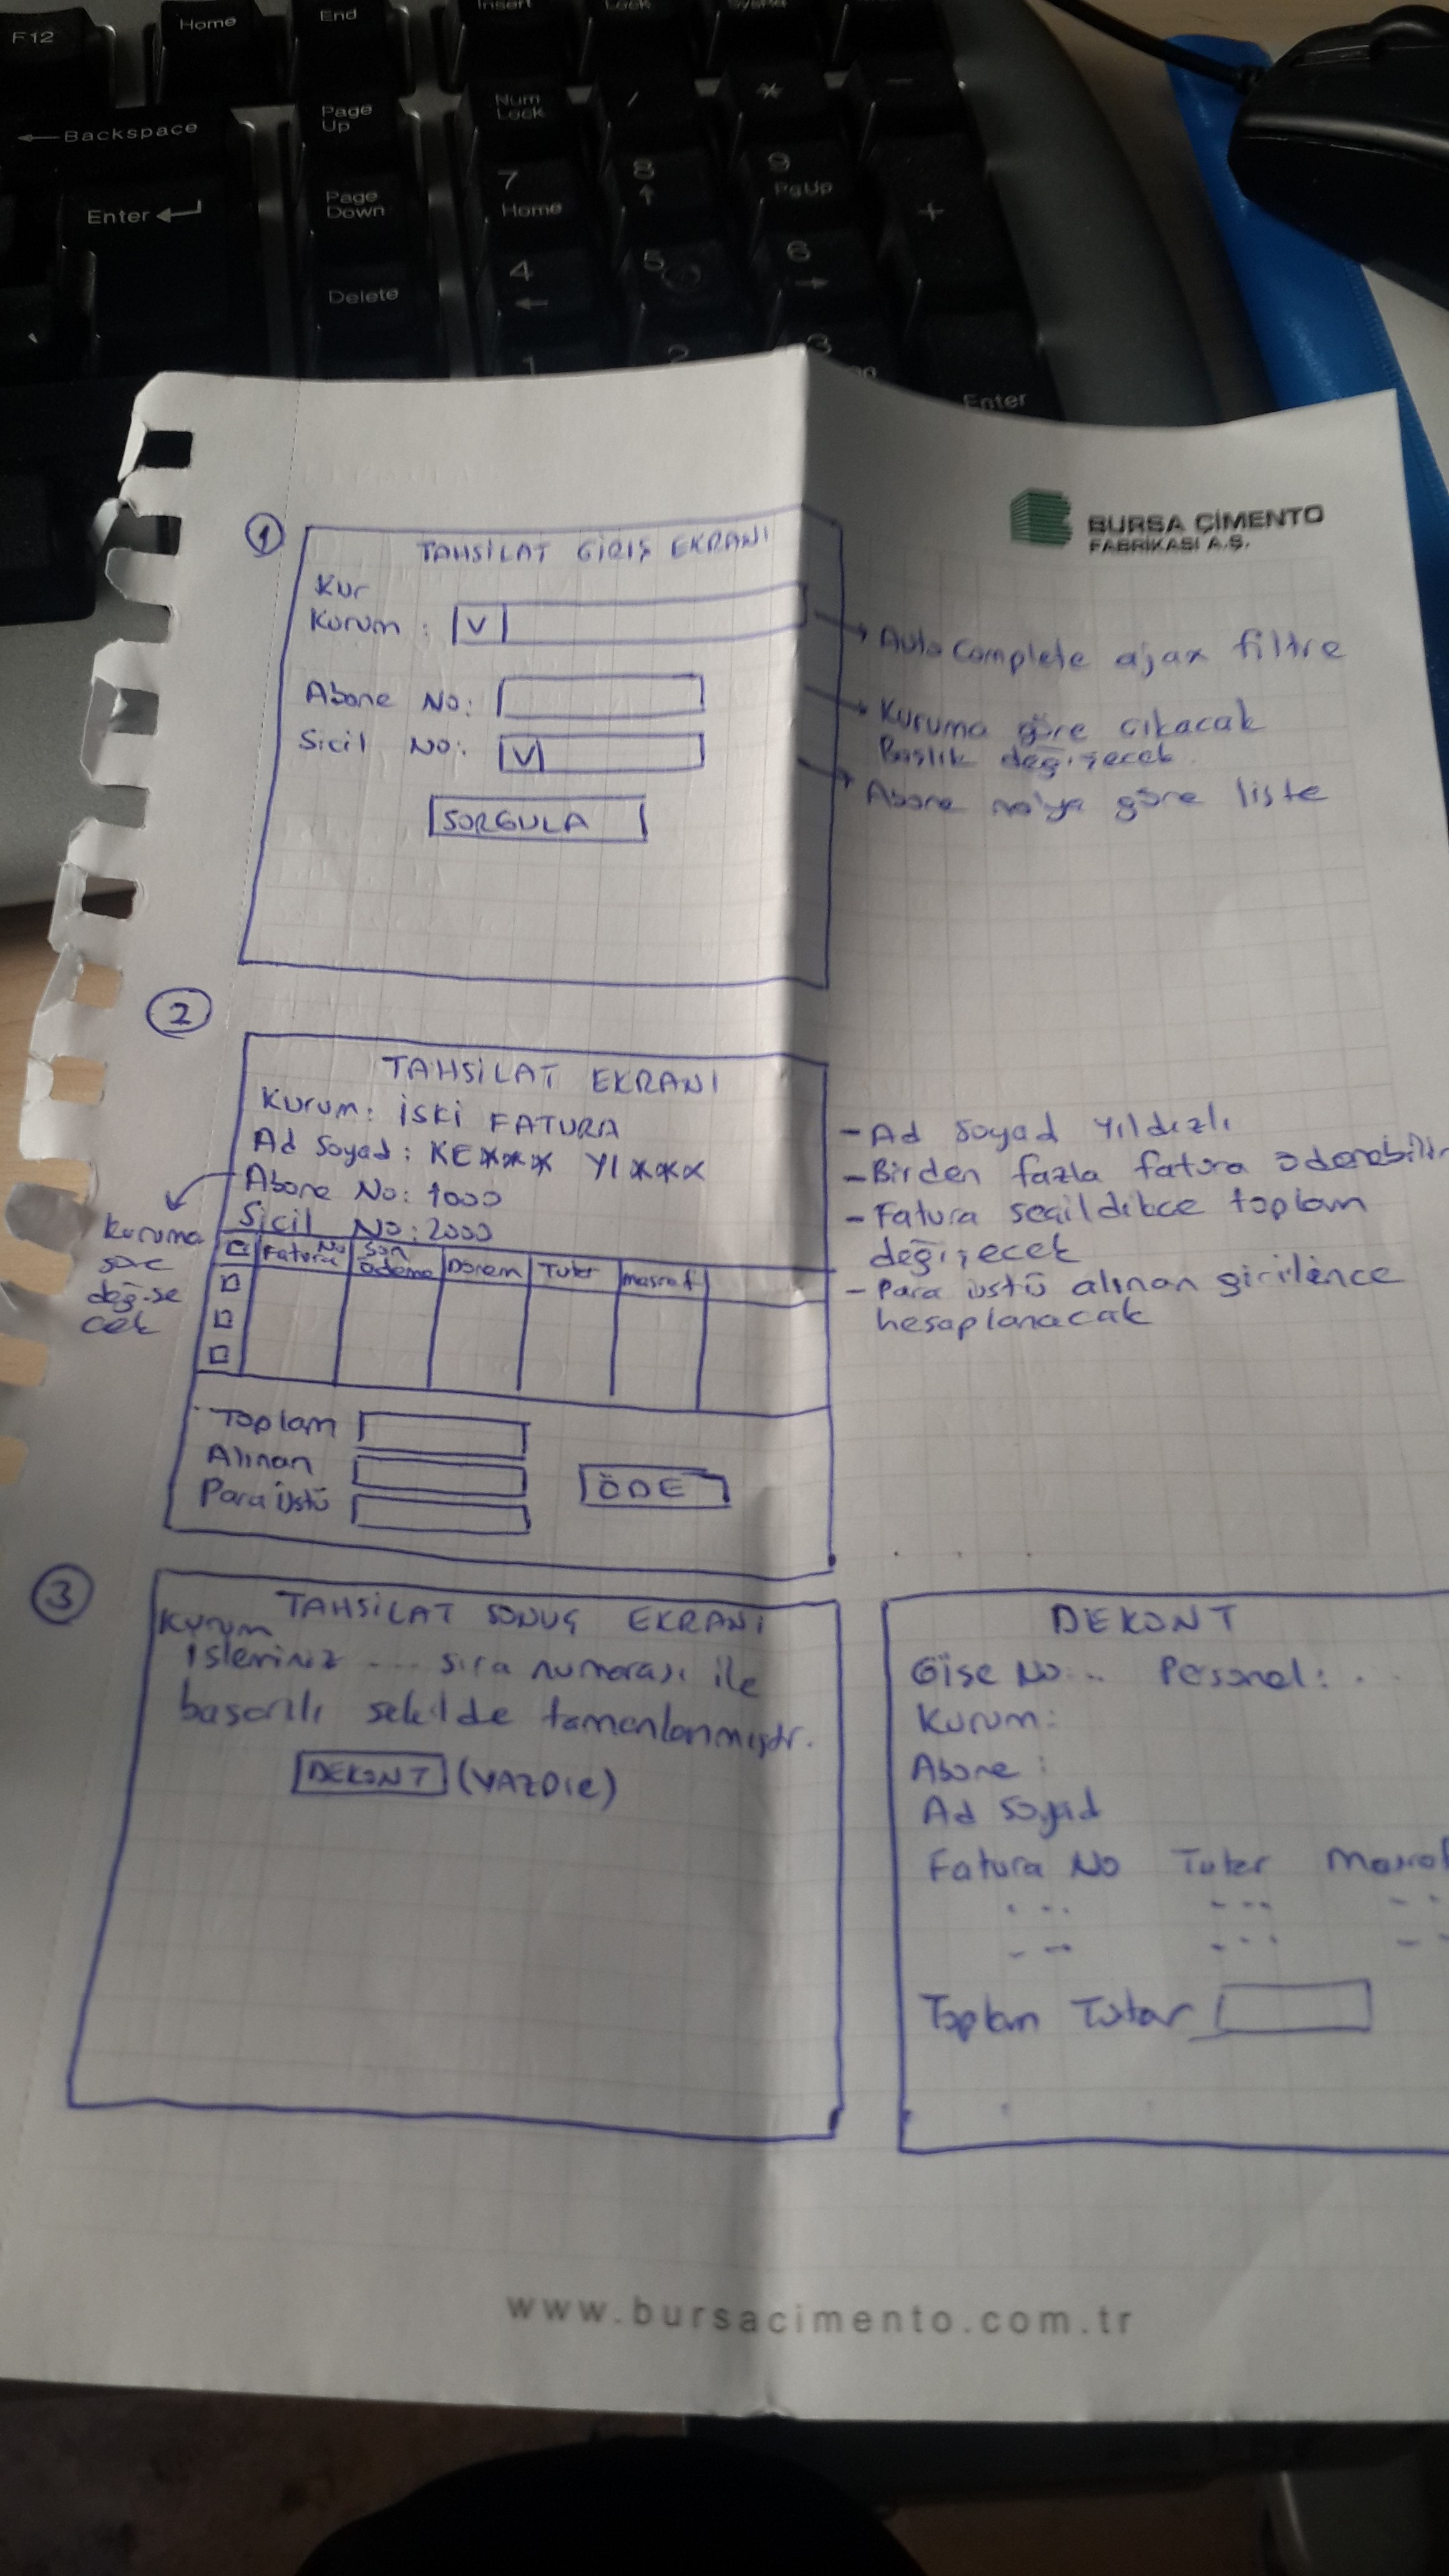 F12
Home
End
Insert
Lock
Backspace
Page
Up
Num
Lock
/
*
-
Enter
Page
Down
7
Home
8
9
PgUp
+
Delete
4
5
6
1
2
3
Enter
BURSA ÇİMENTO
FABRİKASI A.Ş.
1
TAHSİLAT GİRİŞ EKRANI
Kur
Kurum : V
Auto complete ajax filtre
Abone No:
Kuruma göre çıkacak
Başlık değişecek
Sicil No: V
Abone no'ya göre liste
SORGULA
2
TAHSİLAT EKRANI
Kurum: İSKİ FATURA
Ad Soyad: KE*** YI***
Abone No: 1000
Sicil No: 2000
Kuruma
göre
değişe
cek
- Ad Soyad yıldızlı
- Birden fazla fatura ödenebilir
- Fatura seçildikce toplam
değişecek
- Para üstü alınan girilince
hesaplanacak
Fatura No Son ödeme Dönem Tutar masraf
Toplam
Alınan
Para üstü
ÖDE
3
TAHSİLAT SONUÇ EKRANI
Kurum
isleminiz ... sıra numarası ile
basarılı sekilde tamamlanmıştır.
DEKONT (YAZDIR)
DEKONT
Gişe No... Personel: ..
Kurum:
Abone :
Ad Soyad
Fatura No Tutar Masraf
Toplam Tutar
www.bursacimento.com.tr